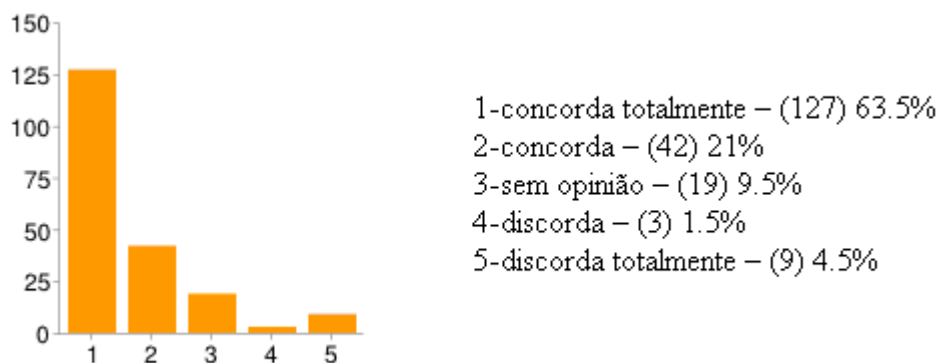 150
125
100
75
50
25
0
1 2 3 4 5
1-concorda totalmente – (127) 63.5%
2-concorda – (42) 21%
3-sem opinião – (19) 9.5%
4-discorda – (3) 1.5%
5-discorda totalmente – (9) 4.5%